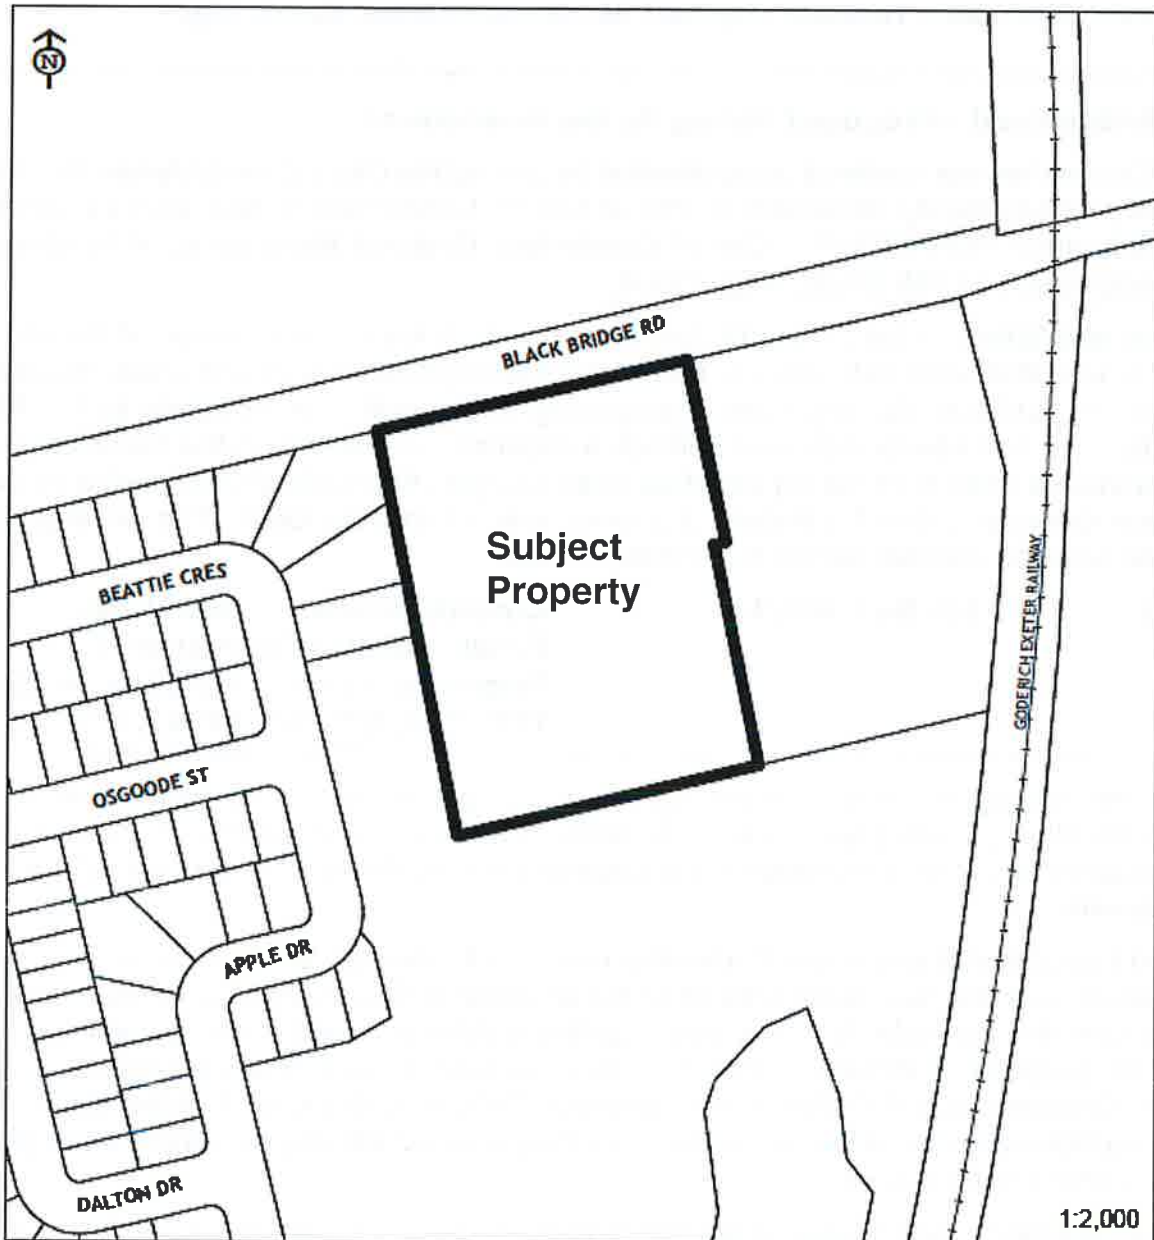 N
BLACK BRIDGE RD
Subject
Property
BEATTIE CRES
GODERICH EXETER RAILWAY
OSGOODE ST
APPLE DR
DALTON DR
1:2,000